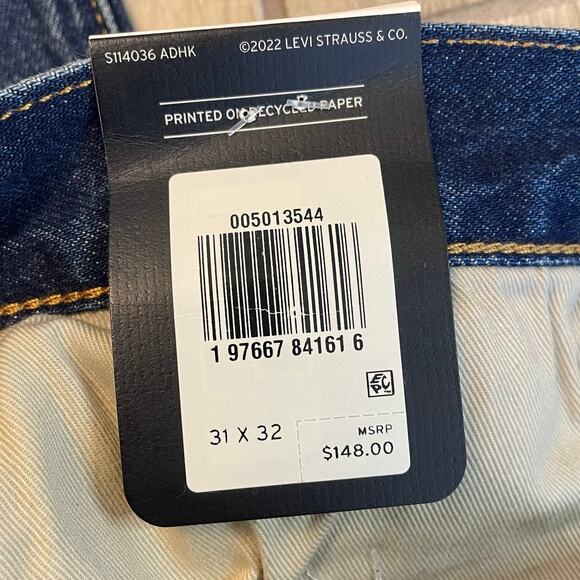 S114036 ADHK ©2022 LEVI STRAUSS & CO.
PRINTED ON RECYCLED PAPER
005013544
1 97667 84161 6
EPC™
31 X 32
MSRP
$148.00